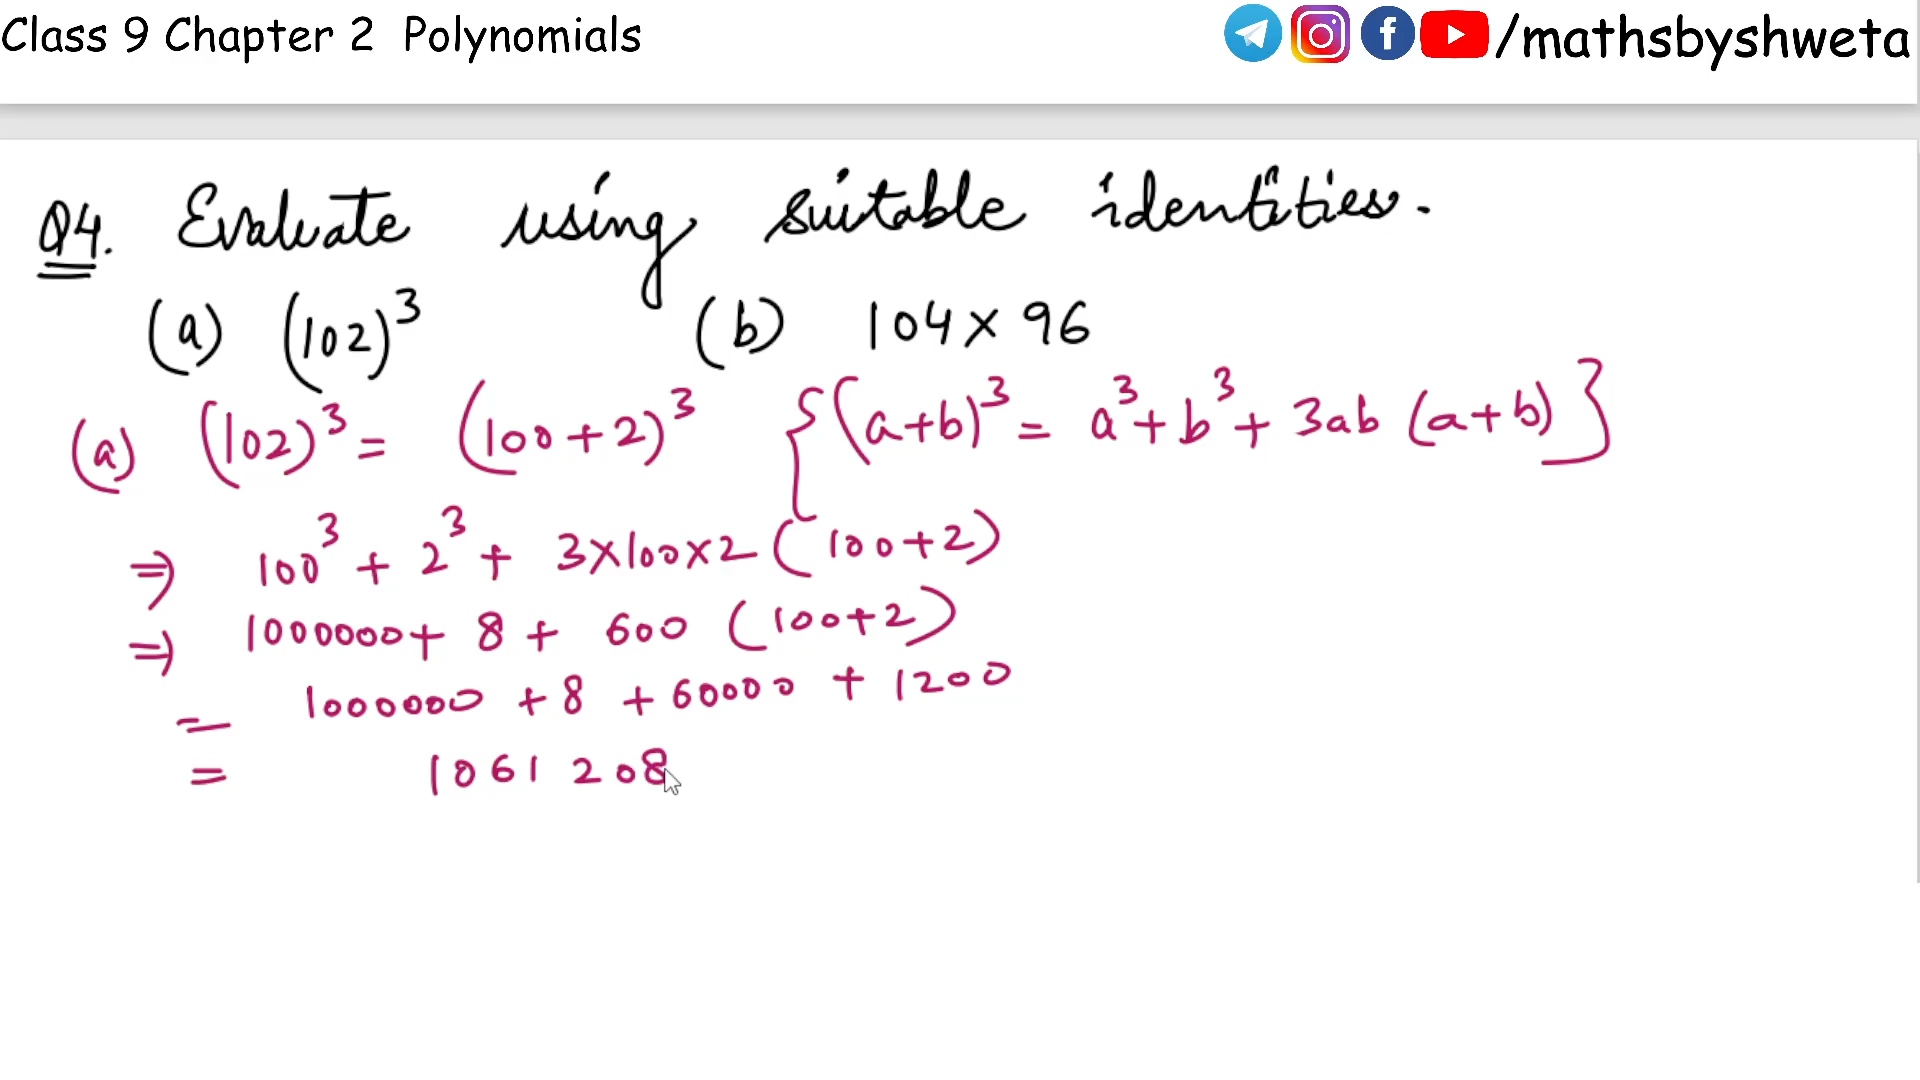 Class 9 Chapter 2 Polynomials
/mathsbyshweta
Q4. Evaluate using suitable identities.
(a) (102)³ (b) 104 × 96
(a) (102)³ = (100 + 2)³ {(a+b)³ = a³ + b³ + 3ab (a+b)}
⇒ 100³ + 2³ + 3×100×2 (100+2)
⇒ 1000000 + 8 + 600 (100+2)
= 1000000 + 8 + 60000 + 1200
= 1061208